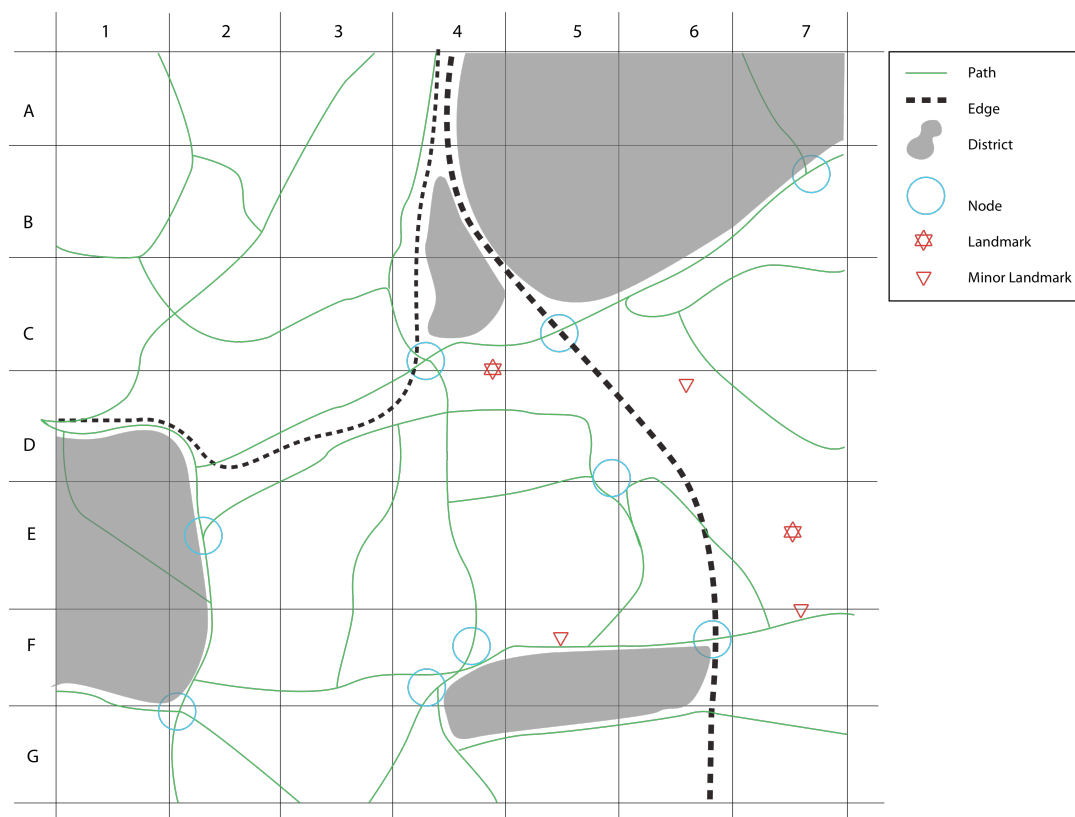 1 2 3 4 5 6 7
A
B
C
D
E
F
G
Path
Edge
District
Node
Landmark
Minor Landmark